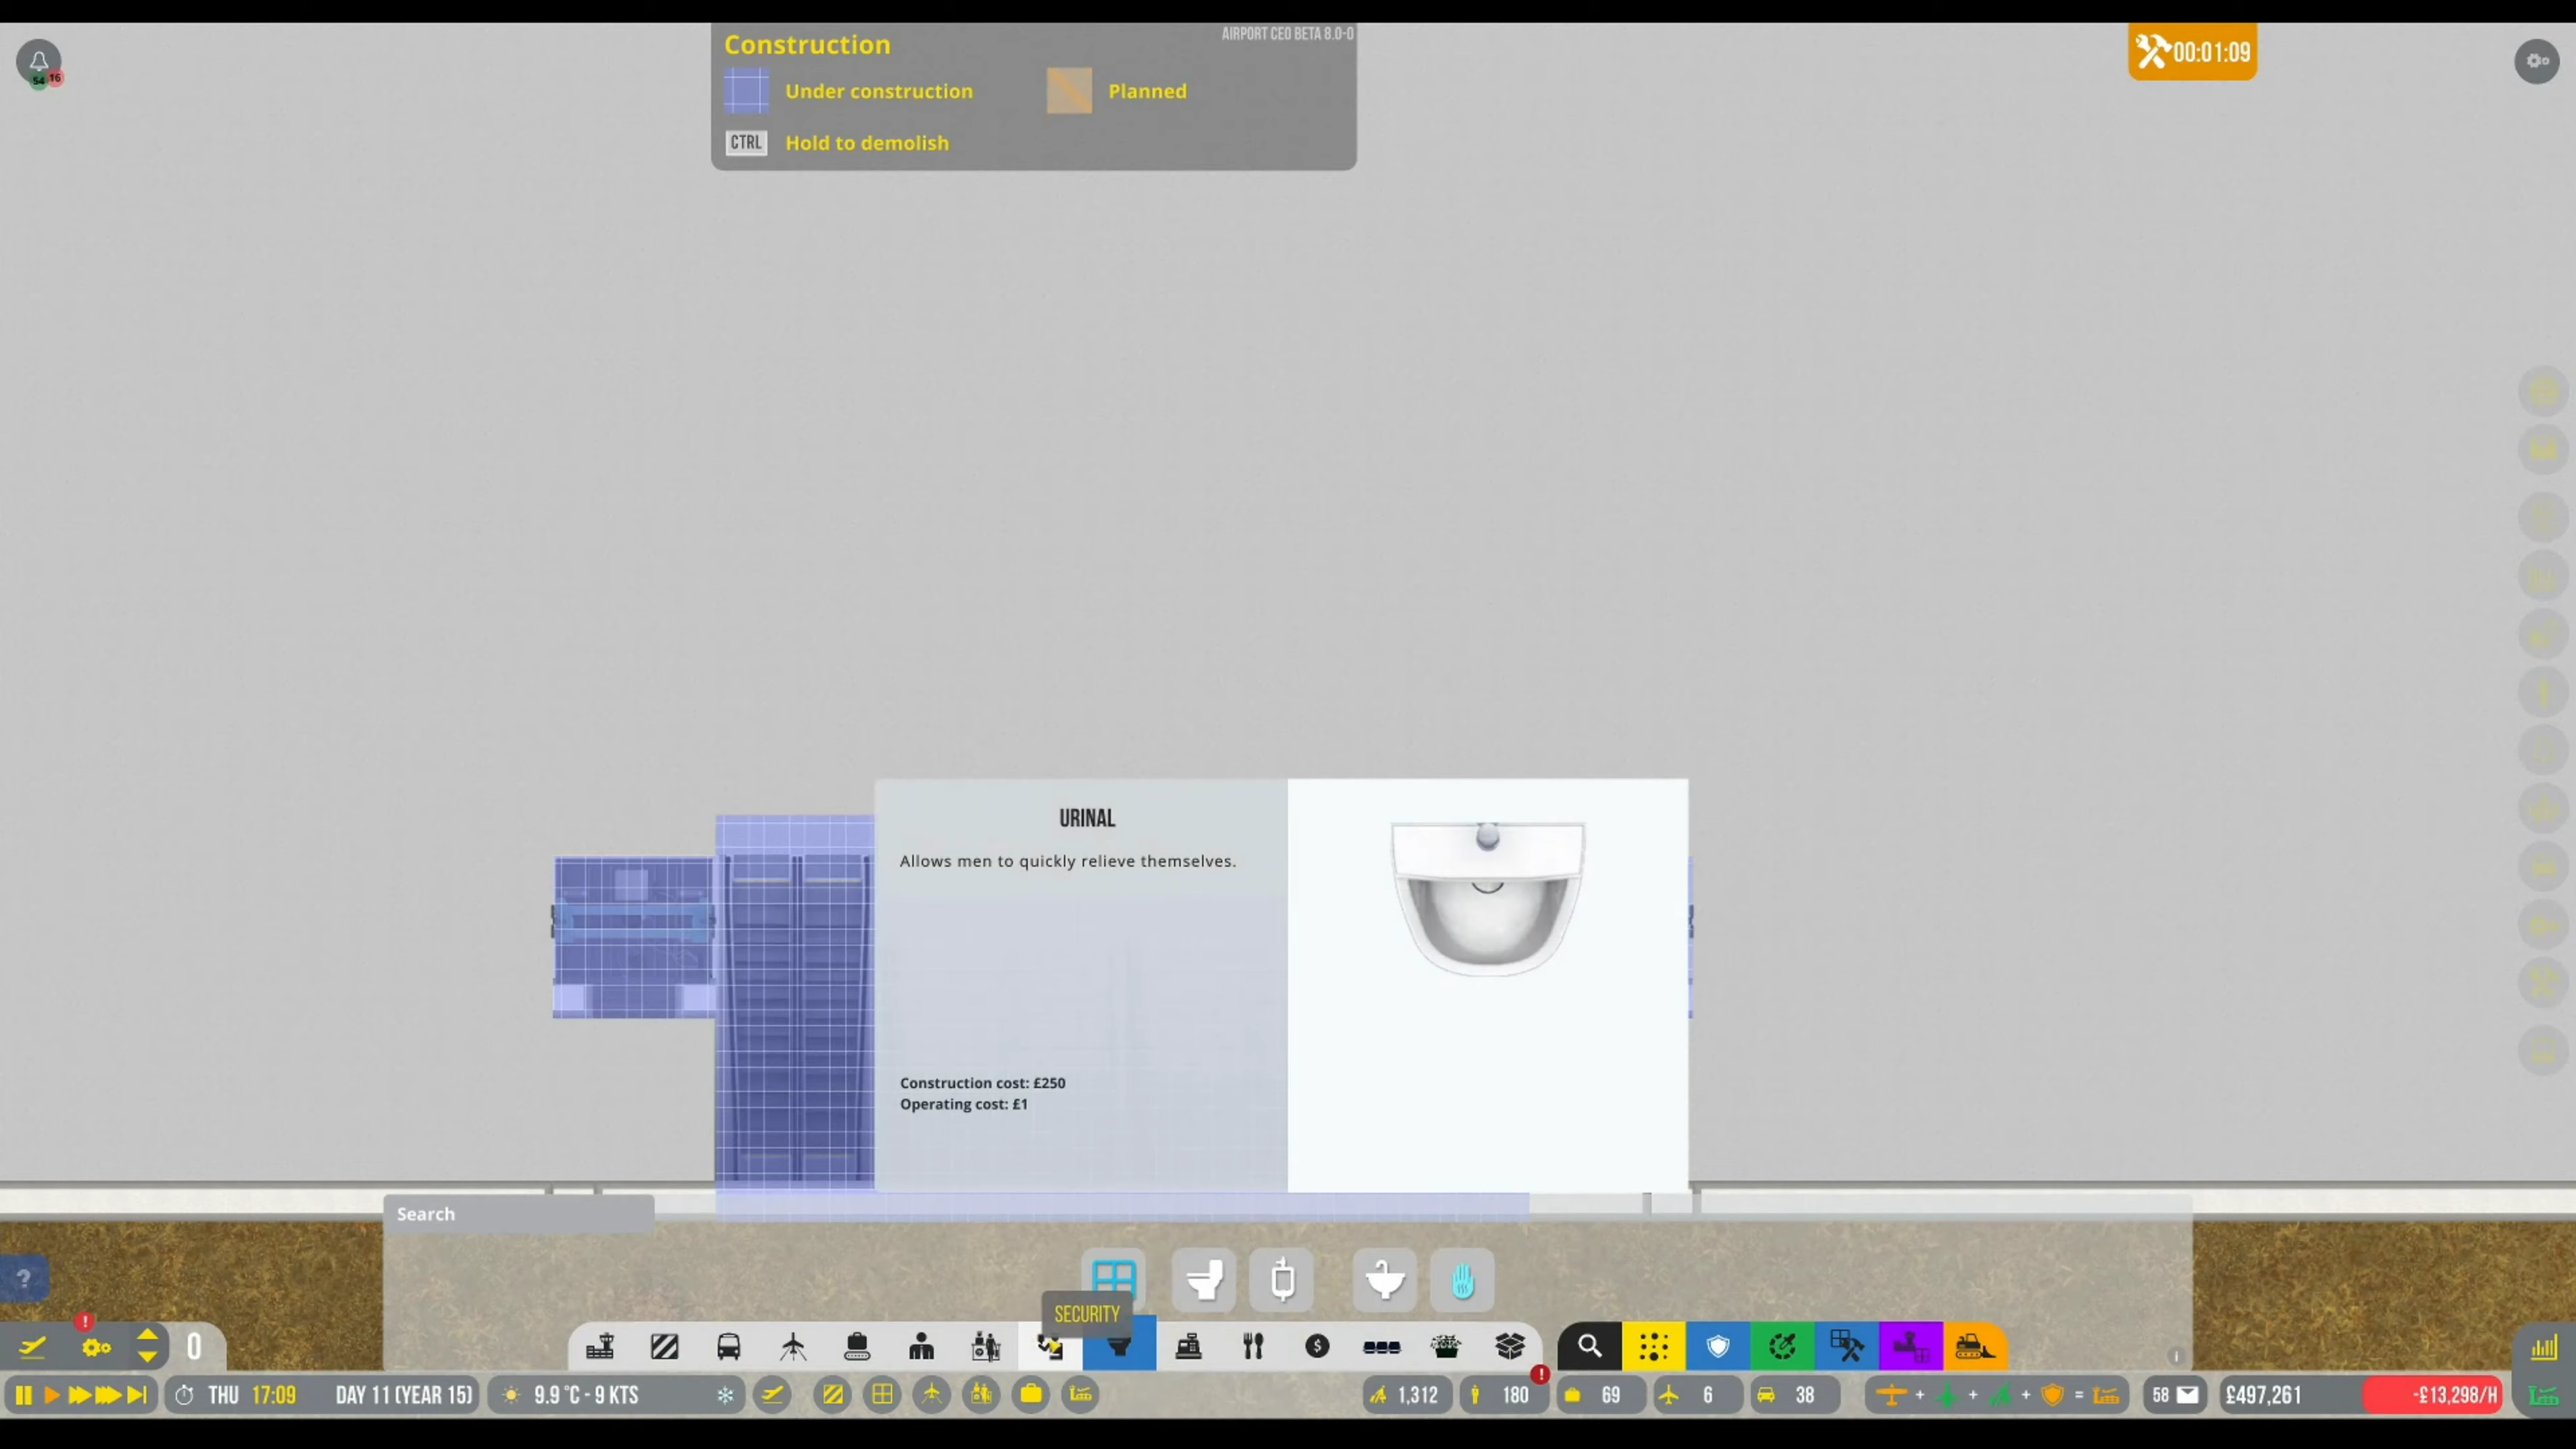 Construction
AIRPORT CEO BETA 8.0-0
Under construction
Planned
CTRL
Hold to demolish
54
16
00:01:09
URINAL
Allows men to quickly relieve themselves.
Construction cost: £250
Operating cost: £1
Search
?
SECURITY
!
0
i
!
THU 17:09 DAY 11 (YEAR 15)
9.9 °C - 9 KTS
1,312
180
69
6
38
+ + + =
58
£497,261
-£13,298/H